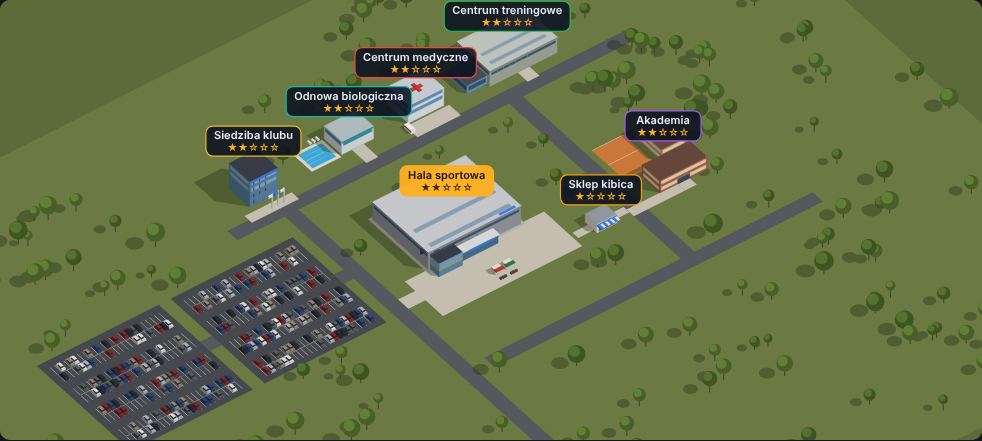 Centrum treningowe
★★☆☆☆
Centrum medyczne
★★☆☆☆
Odnowa biologiczna
★★☆☆☆
Akademia
★★☆☆☆
Siedziba klubu
★★☆☆☆
Hala sportowa
★★☆☆☆
Sklep kibica
★☆☆☆☆